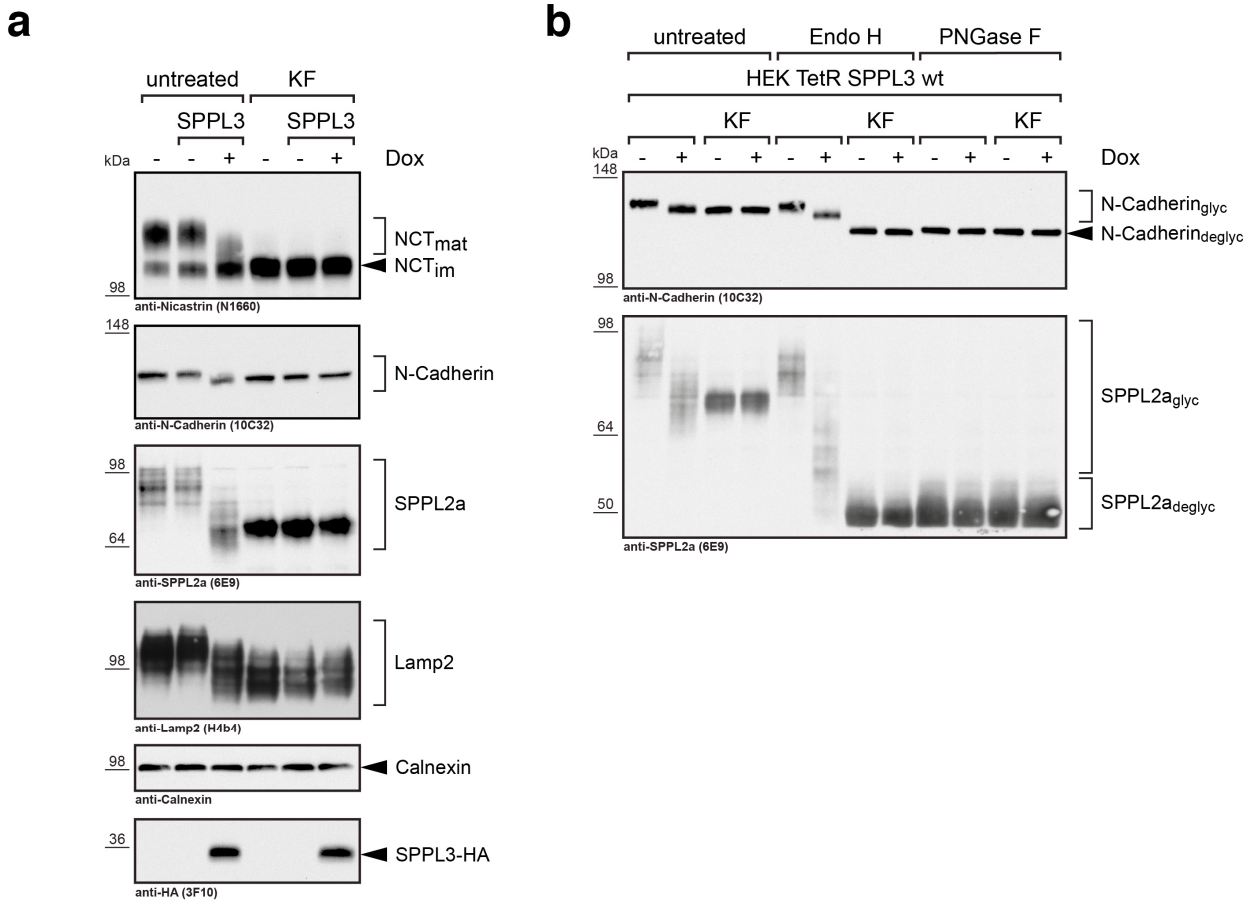 a
untreated KF
SPPL3 SPPL3
kDa - - + - - + Dox
NCTmat
NCTim
98
anti-Nicastrin (N1660)
148
N-Cadherin
anti-N-Cadherin (10C32)
98
SPPL2a
64
anti-SPPL2a (6E9)
98
Lamp2
anti-Lamp2 (H4b4)
98
Calnexin
anti-Calnexin
36
SPPL3-HA
anti-HA (3F10)
b
untreated Endo H PNGase F
HEK TetR SPPL3 wt
KF KF KF
kDa - + - + - + - + - + - + Dox
148
N-Cadheringlyc
N-Cadherindeglyc
98
anti-N-Cadherin (10C32)
98
SPPL2aglyc
64
SPPL2adeglyc
50
anti-SPPL2a (6E9)